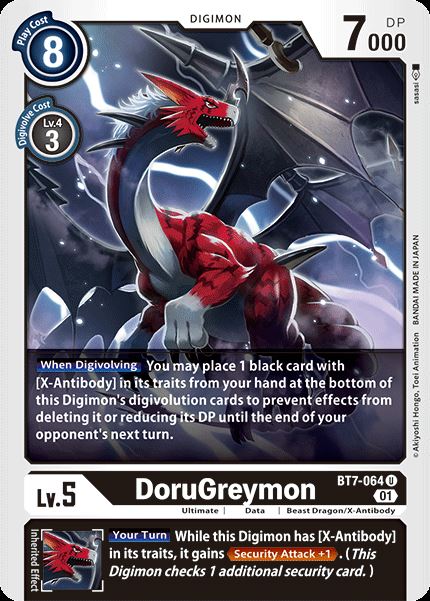 DIGIMON
Play Cost
8
7000 DP
Digivolve Cost
Lv.4
3
sasasi
© Akiyoshi Hongo, Toei Animation BANDAI MADE IN JAPAN
When Digivolving You may place 1 black card with
[X-Antibody] in its traits from your hand at the bottom of
this Digimon's digivolution cards to prevent effects from
deleting it or reducing its DP until the end of your
opponent's next turn.
BT7-064 U
Lv.5 DoruGreymon 01
Ultimate | Data | Beast Dragon/X-Antibody
Inherited Effect
Your Turn While this Digimon has [X-Antibody]
in its traits, it gains Security Attack +1. (This
Digimon checks 1 additional security card.)